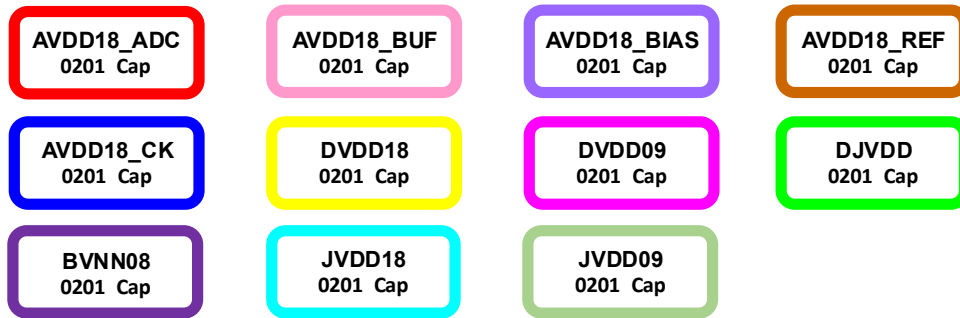 AVDD18_ADC
0201 Cap
AVDD18_BUF
0201 Cap
AVDD18_BIAS
0201 Cap
AVDD18_REF
0201 Cap
AVDD18_CK
0201 Cap
DVDD18
0201 Cap
DVDD09
0201 Cap
DJVDD
0201 Cap
BVNN08
0201 Cap
JVDD18
0201 Cap
JVDD09
0201 Cap